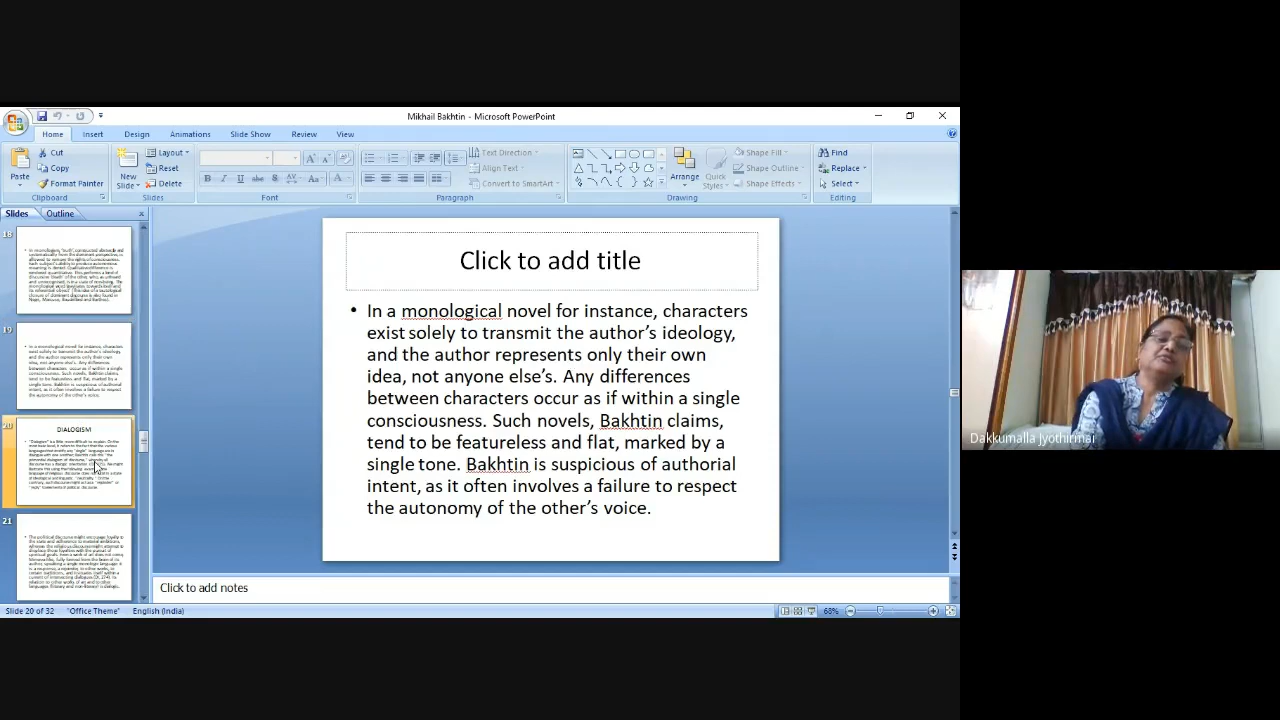 Mikhail Bakhtin - Microsoft PowerPoint
Home Insert Design Animations Slide Show Review View
Cut
Copy
Format Painter
Paste
Clipboard
New
Slide
Layout
Reset
Delete
Slides
Font
Text Direction
Align Text
Convert to SmartArt
Paragraph
Arrange
Quick
Styles
Shape Fill
Shape Outline
Shape Effects
Drawing
Find
Replace
Select
Editing
Slides Outline
18
19
20
DIALOGISM
21
Click to add title
• In a monological novel for instance, characters
exist solely to transmit the author’s ideology,
and the author represents only their own
idea, not anyone else’s. Any differences
between characters occur as if within a single
consciousness. Such novels, Bakhtin claims,
tend to be featureless and flat, marked by a
single tone. Bakhtin is suspicious of authorial
intent, as it often involves a failure to respect
the autonomy of the other’s voice.
Click to add notes
Slide 20 of 32 "Office Theme" English (India) 68%
Dakkumalla Jyothirmai